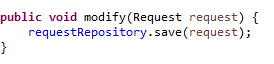 public void modify(Request request) {
    requestRepository.save(request);
}